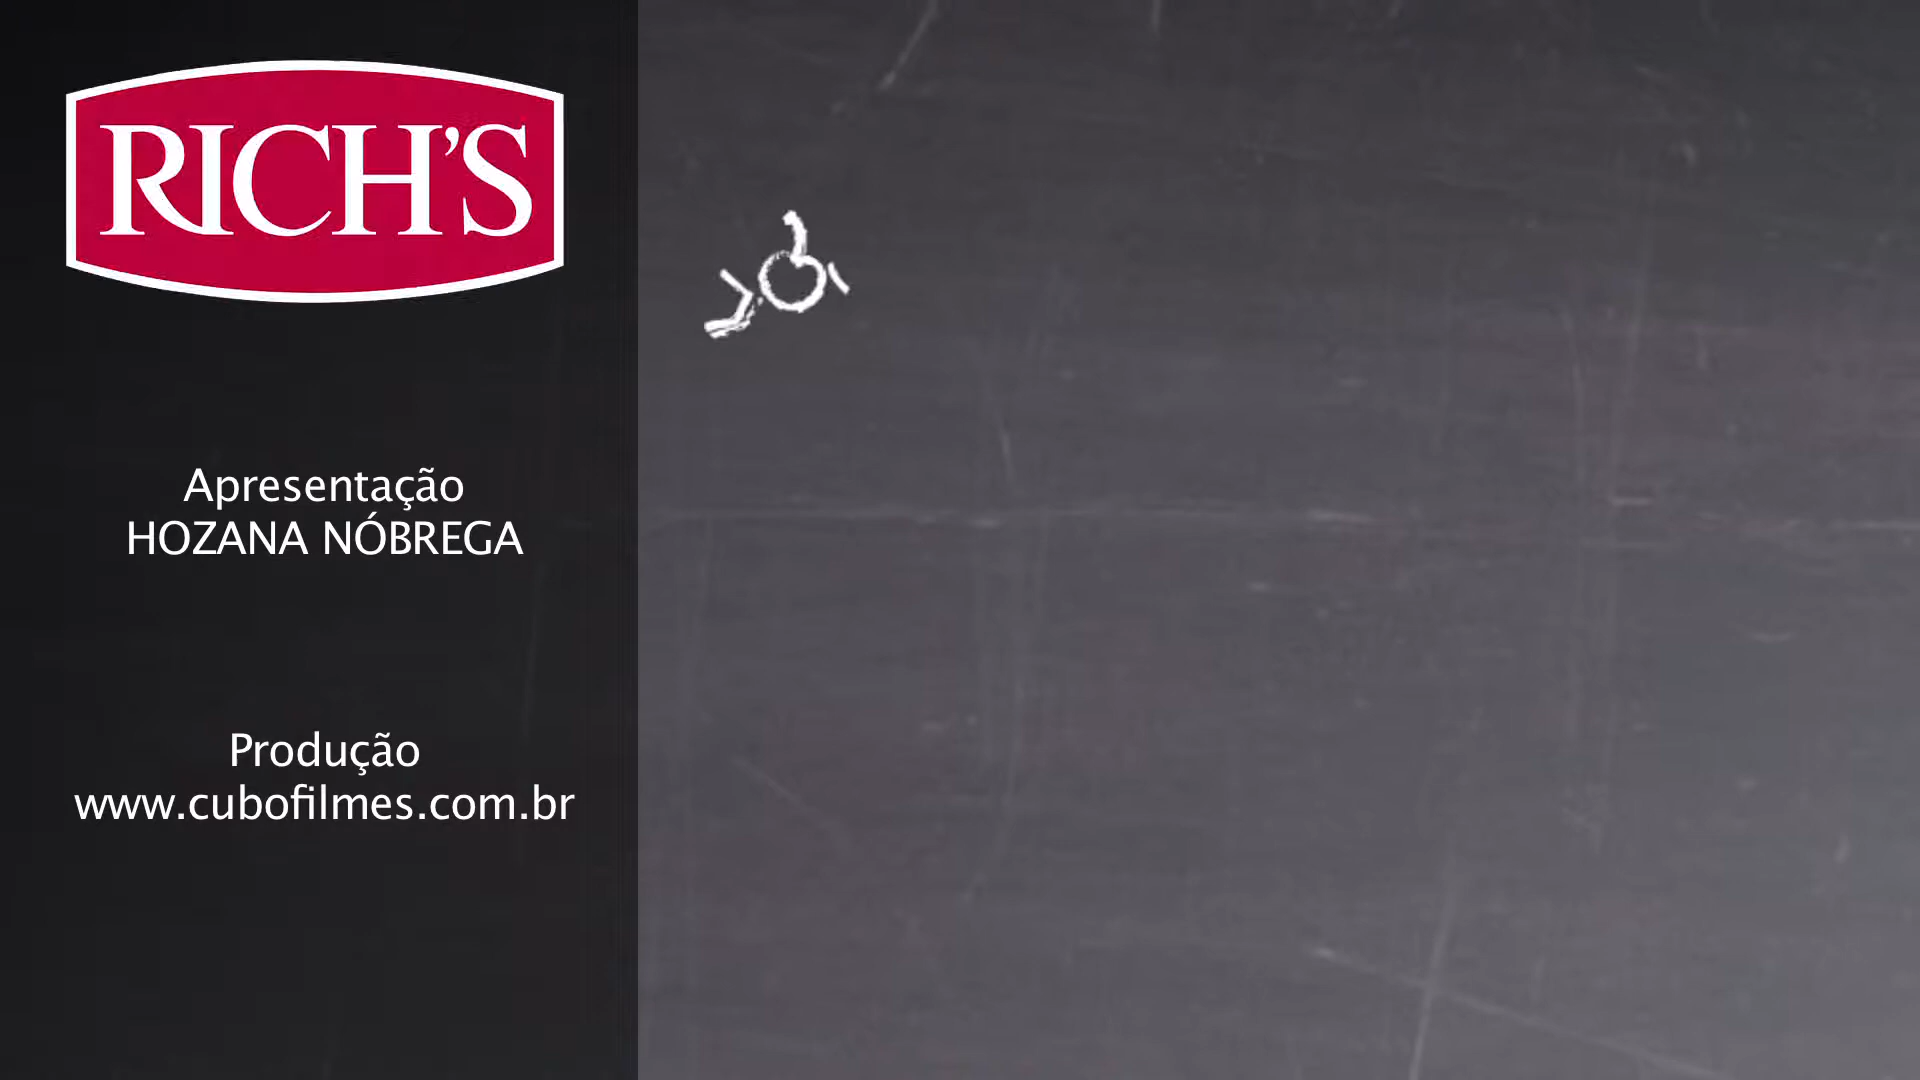 RICH'S
Apresentação
HOZANA NÓBREGA
Produção
www.cubofilmes.com.br